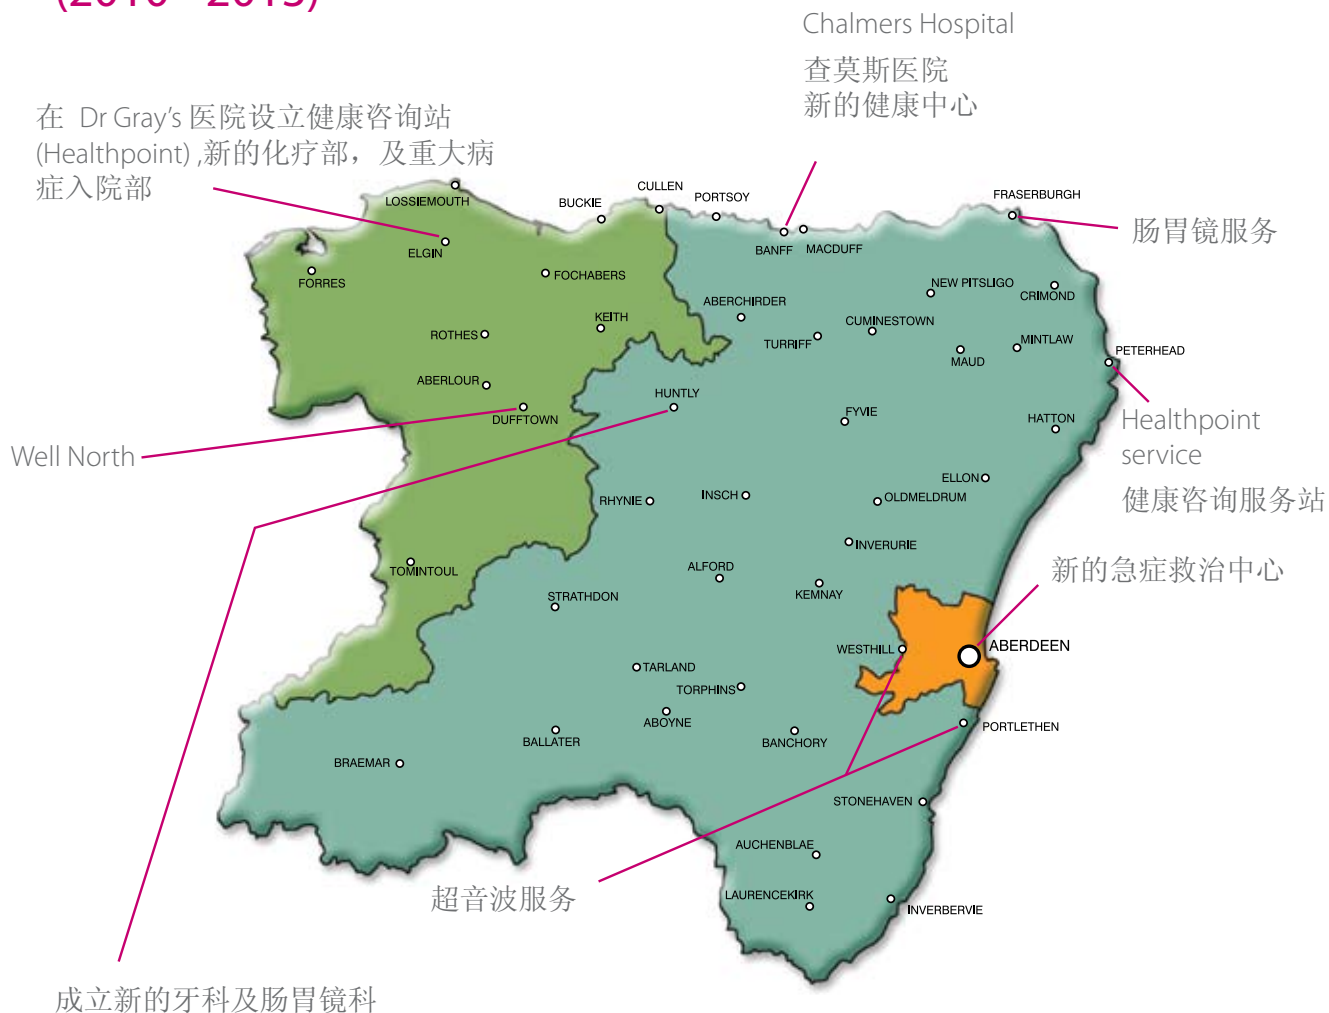 (2010 - 2013)
Chalmers Hospital
查莫斯医院
新的健康中心
在 Dr Gray's 医院设立健康咨询站
(Healthpoint) ,新的化疗部，及重大病
症入院部
LOSSIEMOUTH
BUCKIE
CULLEN
PORTSOY
FRASERBURGH
肠胃镜服务
BANFF
MACDUFF
ELGIN
FORRES
FOCHABERS
NEW PITSLIGO
CRIMOND
ABERCHIRDER
KEITH
CUMINESTOWN
ROTHES
TURRIFF
MINTLAW
MAUD
PETERHEAD
ABERLOUR
HUNTLY
DUFFTOWN
FYVIE
HATTON
Healthpoint
service
健康咨询服务站
Well North
ELLON
RHYNIE
INSCH
OLDMELDRUM
INVERURIE
新的急症救治中心
TOMINTOUL
ALFORD
KEMNAY
STRATHDON
WESTHILL
ABERDEEN
TARLAND
TORPHINS
ABOYNE
PORTLETHEN
BALLATER
BANCHORY
BRAEMAR
STONEHAVEN
AUCHENBLAE
超音波服务
LAURENCEKIRK
INVERBERVIE
成立新的牙科及肠胃镜科